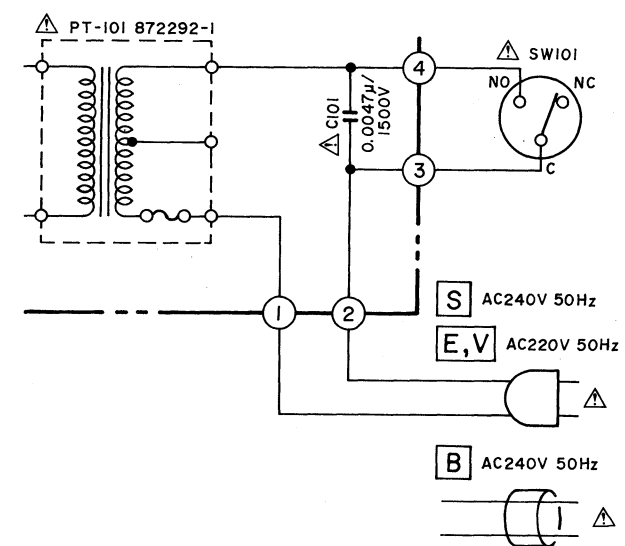 PT-101 872292-1
4
SW101
NO
NC
C101
0.0047μ/
1500V
3
C
1
2
S AC240V 50Hz
E,V AC220V 50Hz
B AC240V 50Hz